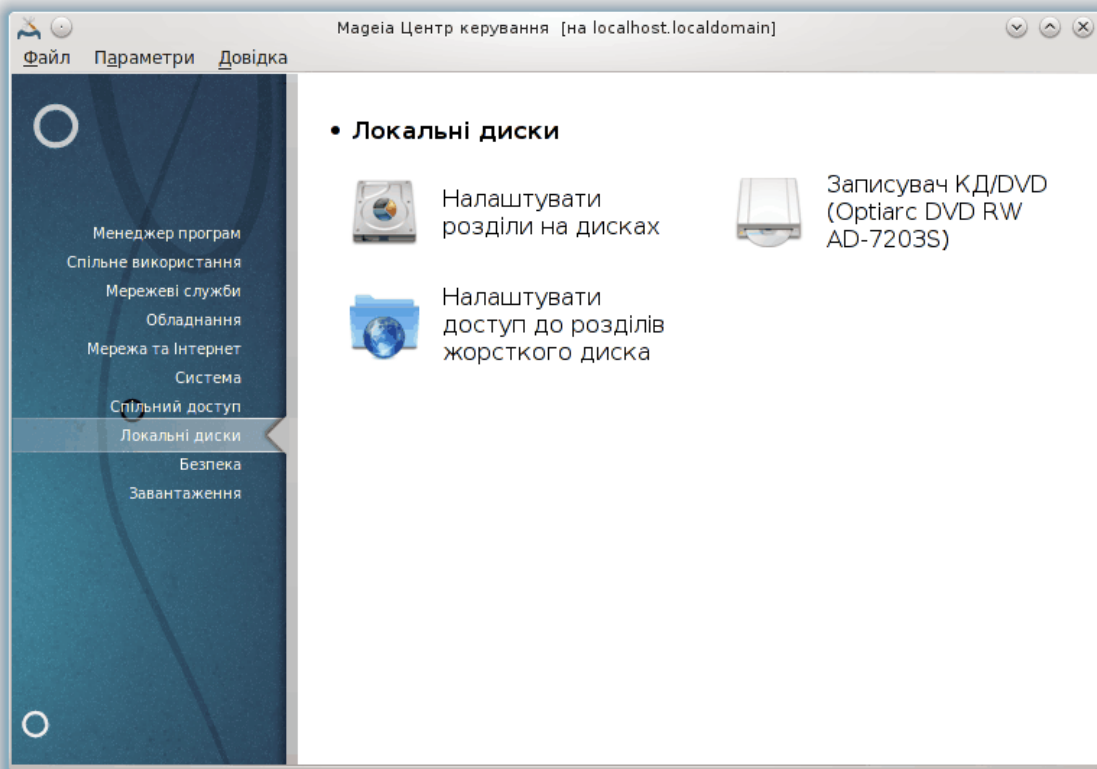 Mageia Центр керування [на localhost.localdomain]
Файл Параметри Довідка
Менеджер програм
Спільне використання
Мережеві служби
Обладнання
Мережа та Інтернет
Система
Спільний доступ
Локальні диски
Безпека
Завантаження
• Локальні диски
Налаштувати
розділи на дисках
Записувач КД/DVD
(Optiarc DVD RW
AD-7203S)
Налаштувати
доступ до розділів
жорсткого диска